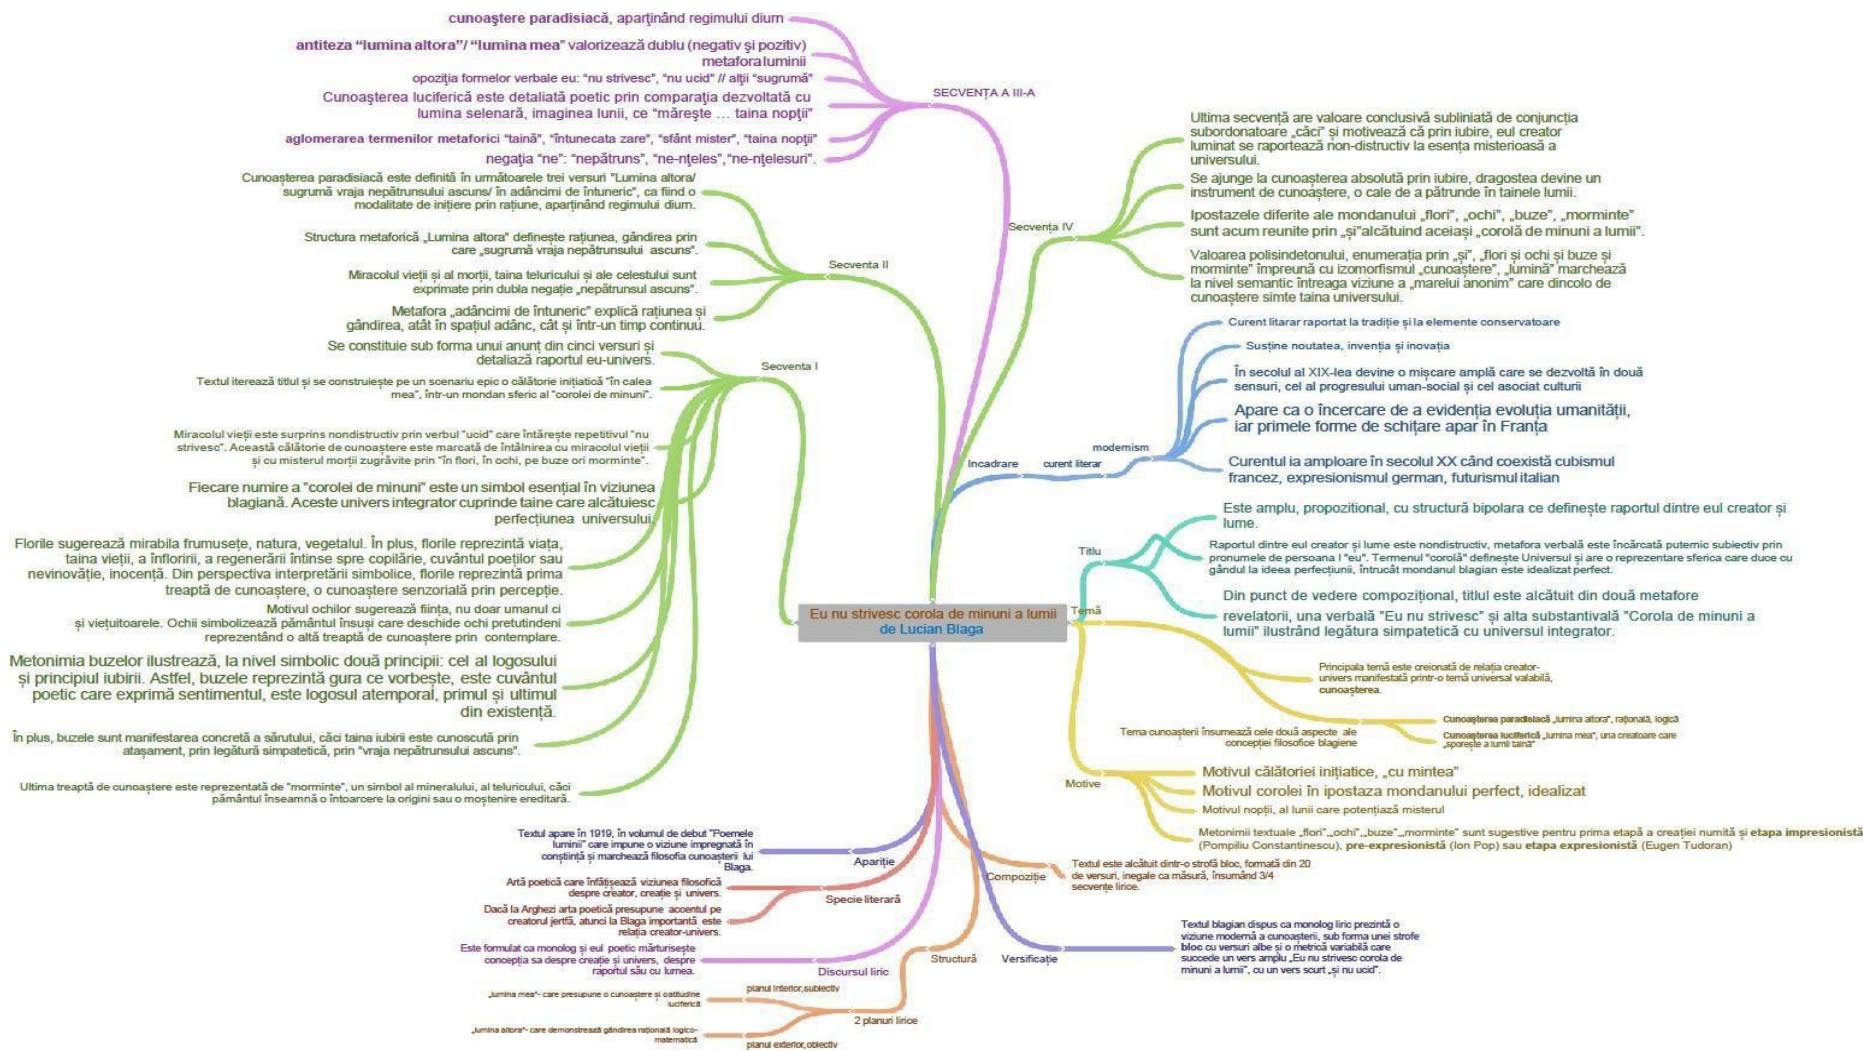 cunoaştere paradisiacă, aparţinând regimului diurn
antiteza “lumina altora”/ “lumina mea” valorizează dublu (negativ şi pozitiv)
metafora luminii
opoziţia formelor verbale eu: “nu strivesc”, “nu ucid” // alţii “sugrumă”
Cunoaşterea luciferică este detaliată poetic prin comparaţia dezvoltată cu
lumina selenară, imaginea lunii, ce “măreşte … taina nopţii”
aglomerarea termenilor metaforici “taină”, “întunecata zare”, “sfânt mister”, “taina nopţii”
negaţia “ne”: “nepătruns”, “ne-nţeles”, “ne-nţelesuri”.
SECVENŢA A III-A
Cunoașterea paradisiacă este definită în următoarele trei versuri "Lumina altora/
sugrumă vraja nepătrunsului ascuns/ în adâncimi de întuneric", ca fiind o
modalitate de inițiere prin rațiune, aparținând regimului diurn.
Structura metaforică „Lumina altora” definește rațiunea, gândirea prin
care „sugrumă vraja nepătrunsului ascuns”.
Miracolul vieții și al morții, taina teluricului și ale celestului sunt
exprimate prin dubla negație „nepătrunsul ascuns”.
Metafora „adâncimi de întuneric” explică rațiunea și
gândirea, atât în spațiul adânc, cât și într-un timp continuu.
Secventa II
Se constituie sub forma unui anunț din cinci versuri și
detaliază raportul eu-univers.
Textul iterează titlul și se construiește pe un scenariu epic o călătorie inițiatică "în calea
mea", într-un mondan sferic al "corolei de minuni".
Miracolul vieții este surprins nondistructiv prin verbul "ucid" care întărește repetitivul "nu
strivesc". Această călătorie de cunoaștere este marcată de întâlnirea cu miracolul vieții
și cu misterul morții zugrăvite prin "în flori, în ochi, pe buze ori morminte".
Fiecare numire a "corolei de minuni" este un simbol esențial în viziunea
blagiană. Aceste univers integrator cuprinde taine care alcătuiesc
perfecțiunea universului.
Florile sugerează mirabila frumusețe, natura, vegetalul. În plus, florile reprezintă viața,
taina vieții, a înfloririi, a regenerării întinse spre copilărie, cuvântul poeților sau
nevinovăție, inocență. Din perspectiva interpretării simbolice, florile reprezintă prima
treaptă de cunoaștere, o cunoaștere senzorială prin percepție.
Motivul ochilor sugerează ființa, nu doar umanul ci
și viețuitoarele. Ochii simbolizează pământul însuși care deschide ochi pretutindeni
reprezentând o altă treaptă de cunoaștere prin contemplare.
Metonimia buzelor ilustrează, la nivel simbolic două principii: cel al logosului
și principiul iubirii. Astfel, buzele reprezintă gura ce vorbește, este cuvântul
poetic care exprimă sentimentul, este logosul atemporal, primul și ultimul
din existență.
În plus, buzele sunt manifestarea concretă a sărutului, căci taina iubirii este cunoscută prin
atașament, prin legătură simpatetică, prin "vraja nepătrunsului ascuns".
Ultima treaptă de cunoaștere este reprezentată de "morminte", un simbol al mineralului, al teluricului, căci
pământul înseamnă o întoarcere la origini sau o moștenire ereditară.
Secventa I
Eu nu strivesc corola de minuni a lumii
de Lucian Blaga
Ultima secvență are valoare conclusivă subliniată de conjuncția
subordonatoare „căci” și motivează că prin iubire, eul creator
luminat se raportează non-distructiv la esența misterioasă a
universului.
Se ajunge la cunoașterea absolută prin iubire, dragostea devine un
instrument de cunoaștere, o cale de a pătrunde în tainele lumii.
Ipostazele diferite ale mondanului „flori”, „ochi”, „buze”, „morminte”
sunt acum reunite prin „și”alcătuind aceiași „corolă de minuni a lumii”.
Valoarea polisindetonului, enumerația prin „și”, „flori și ochi și buze și
morminte” împreună cu izomorfismul „cunoaștere”, „lumină” marchează
la nivel semantic întreaga viziune a „marelui anonim” care dincolo de
cunoaștere simte taina universului.
Secvența IV
Curent litarar raportat la tradiție și la elemente conservatoare
Susține noutatea, invenția și inovația
În secolul al XIX-lea devine o mișcare amplă care se dezvoltă în două
sensuri, cel al progresului uman-social și cel asociat culturii
Apare ca o încercare de a evidenția evoluția umanității,
iar primele forme de schițare apar în Franța
Curentul ia amploare în secolul XX când coexistă cubismul
francez, expresionismul german, futurismul italian
modernism
Incadrare
curent literar
Este amplu, propozitional, cu structură bipolara ce definește raportul dintre eul creator și
lume.
Raportul dintre eul creator și lume este nondistructiv, metafora verbală este încărcată puternic subiectiv prin
pronumele de persoana I "eu". Termenul "corolă" definește Universul și are o reprezentare sferica care duce cu
gândul la ideea perfecțiunii, întrucât mondanul blagian este idealizat perfect.
Din punct de vedere compozițional, titlul este alcătuit din două metafore
revelatorii, una verbală "Eu nu strivesc" și alta substantivală "Corola de minuni a
lumii" ilustrând legătura simpatetică cu universul integrator.
Titlu
Temă
Principala temă este creionată de relația creator-
univers manifestată printr-o temă universal valabilă,
cunoașterea.
Tema cunoașterii însumează cele două aspecte ale
concepției filosofice blagiene
Cunoașterea paradisiacă „lumina altora”, rațională, logică
Cunoașterea luciferică „lumina mea”, una creatoare care
„sporește a lumii taină”
Motive
Motivul călătoriei inițiatice, „cu mintea”
Motivul corolei în ipostaza mondanului perfect, idealizat
Motivul nopții, al lunii care potențiază misterul
Metonimii textuale „flori”,„ochi”,„buze”,„morminte” sunt sugestive pentru prima etapă a creației numită și etapa impresionistă
(Pompiliu Constantinescu), pre-expresionistă (Ion Pop) sau etapa expresionistă (Eugen Tudoran)
Textul apare în 1919, în volumul de debut "Poemele
luminii" care impune o viziune impregnată în
conștiință și marchează filosofia cunoașterii lui
Blaga.
Apariție
Artă poetică care înfățișează viziunea filosofică
despre creator, creație și univers.
Dacă la Arghezi arta poetică presupune accentul pe
creatorul jertfă, atunci la Blaga importantă este
relația creator-univers.
Specie literară
Este formulat ca monolog și eul poetic mărturisește
concepția sa despre creație și univers, despre
raportul său cu lumea.
Discursul liric
Compoziție
Textul este alcătuit dintr-o strofă bloc, formată din 20
de versuri, inegale ca măsură, însumând 3/4
secvențe lirice.
Structură
2 planuri lirice
planul interior,subiectiv
„lumina mea”- care presupune o cunoaștere și oatitudine
luciferică
„lumina altora”- care demonstrează gândirea rațională logico-
matematică
planul exterior,obiectiv
Versificație
Textul blagian dispus ca monolog liric prezintă o
viziune modernă a cunoașterii, sub forma unei strofe
bloc cu versuri albe si o metrică variabilă care
succede un vers amplu „Eu nu strivesc corola de
minuni a lumii”, cu un vers scurt „și nu ucid”.